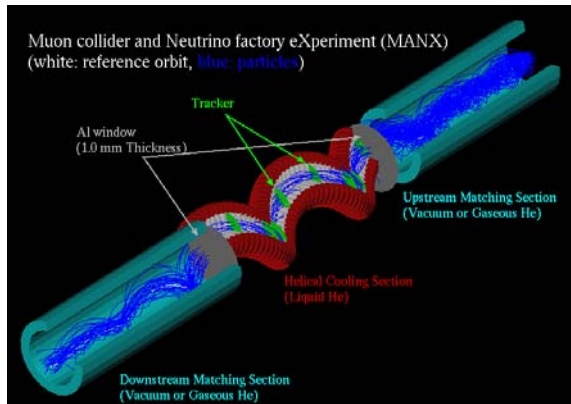 Muon collider and Neutrino factory eXperiment (MANX)
(white: reference orbit, blue: particles)
Tracker
Al window
(1.0 mm Thickness)
Upstream Matching Section
(Vacuum or Gaseous He)
Helical Cooling Section
(Liquid He)
Downstream Matching Section
(Vacuum or Gaseous He)